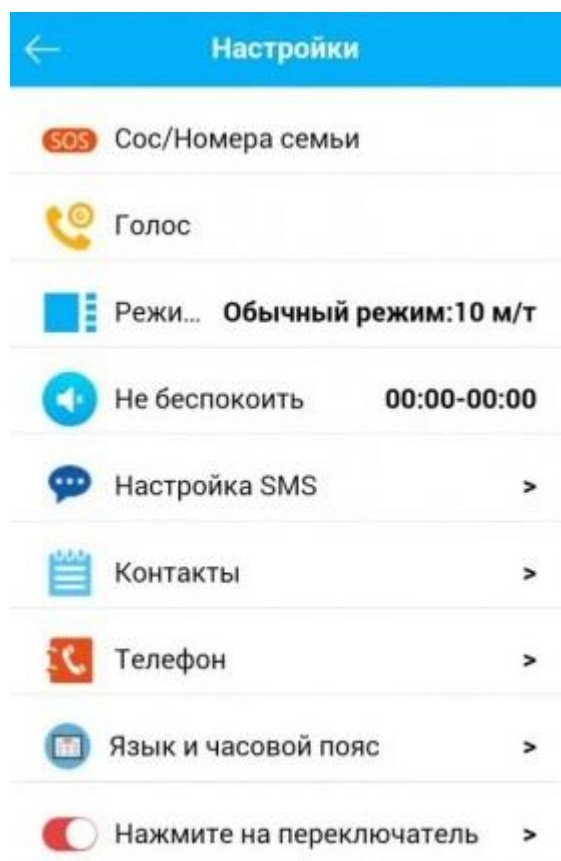 Настройки
SOS Сос/Номера семьи
Голос
Режи... Обычный режим:10 м/т
Не беспокоить 00:00-00:00
Настройка SMS >
Контакты >
Телефон >
Язык и часовой пояс >
Нажмите на переключатель >